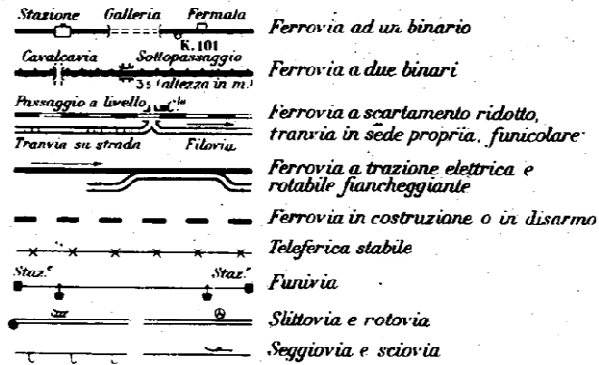 Stazione Galleria Fermata
K.101
Ferrovia ad un binario
Cavalcavia Sottopassaggio
3,5 (altezza in m.)
Ferrovia a due binari
Passaggio a livello C.le
Ferrovia a scartamento ridotto,
tranvia in sede propria, funicolare
Tranvia su strada Filovia
Ferrovia a trazione elettrica e
rotabile fiancheggiante
Ferrovia in costruzione o in disarmo
Teleferica stabile
Staz.e Staz.e
Funivia
Slittovia e rotovia
Seggiovia e sciovia